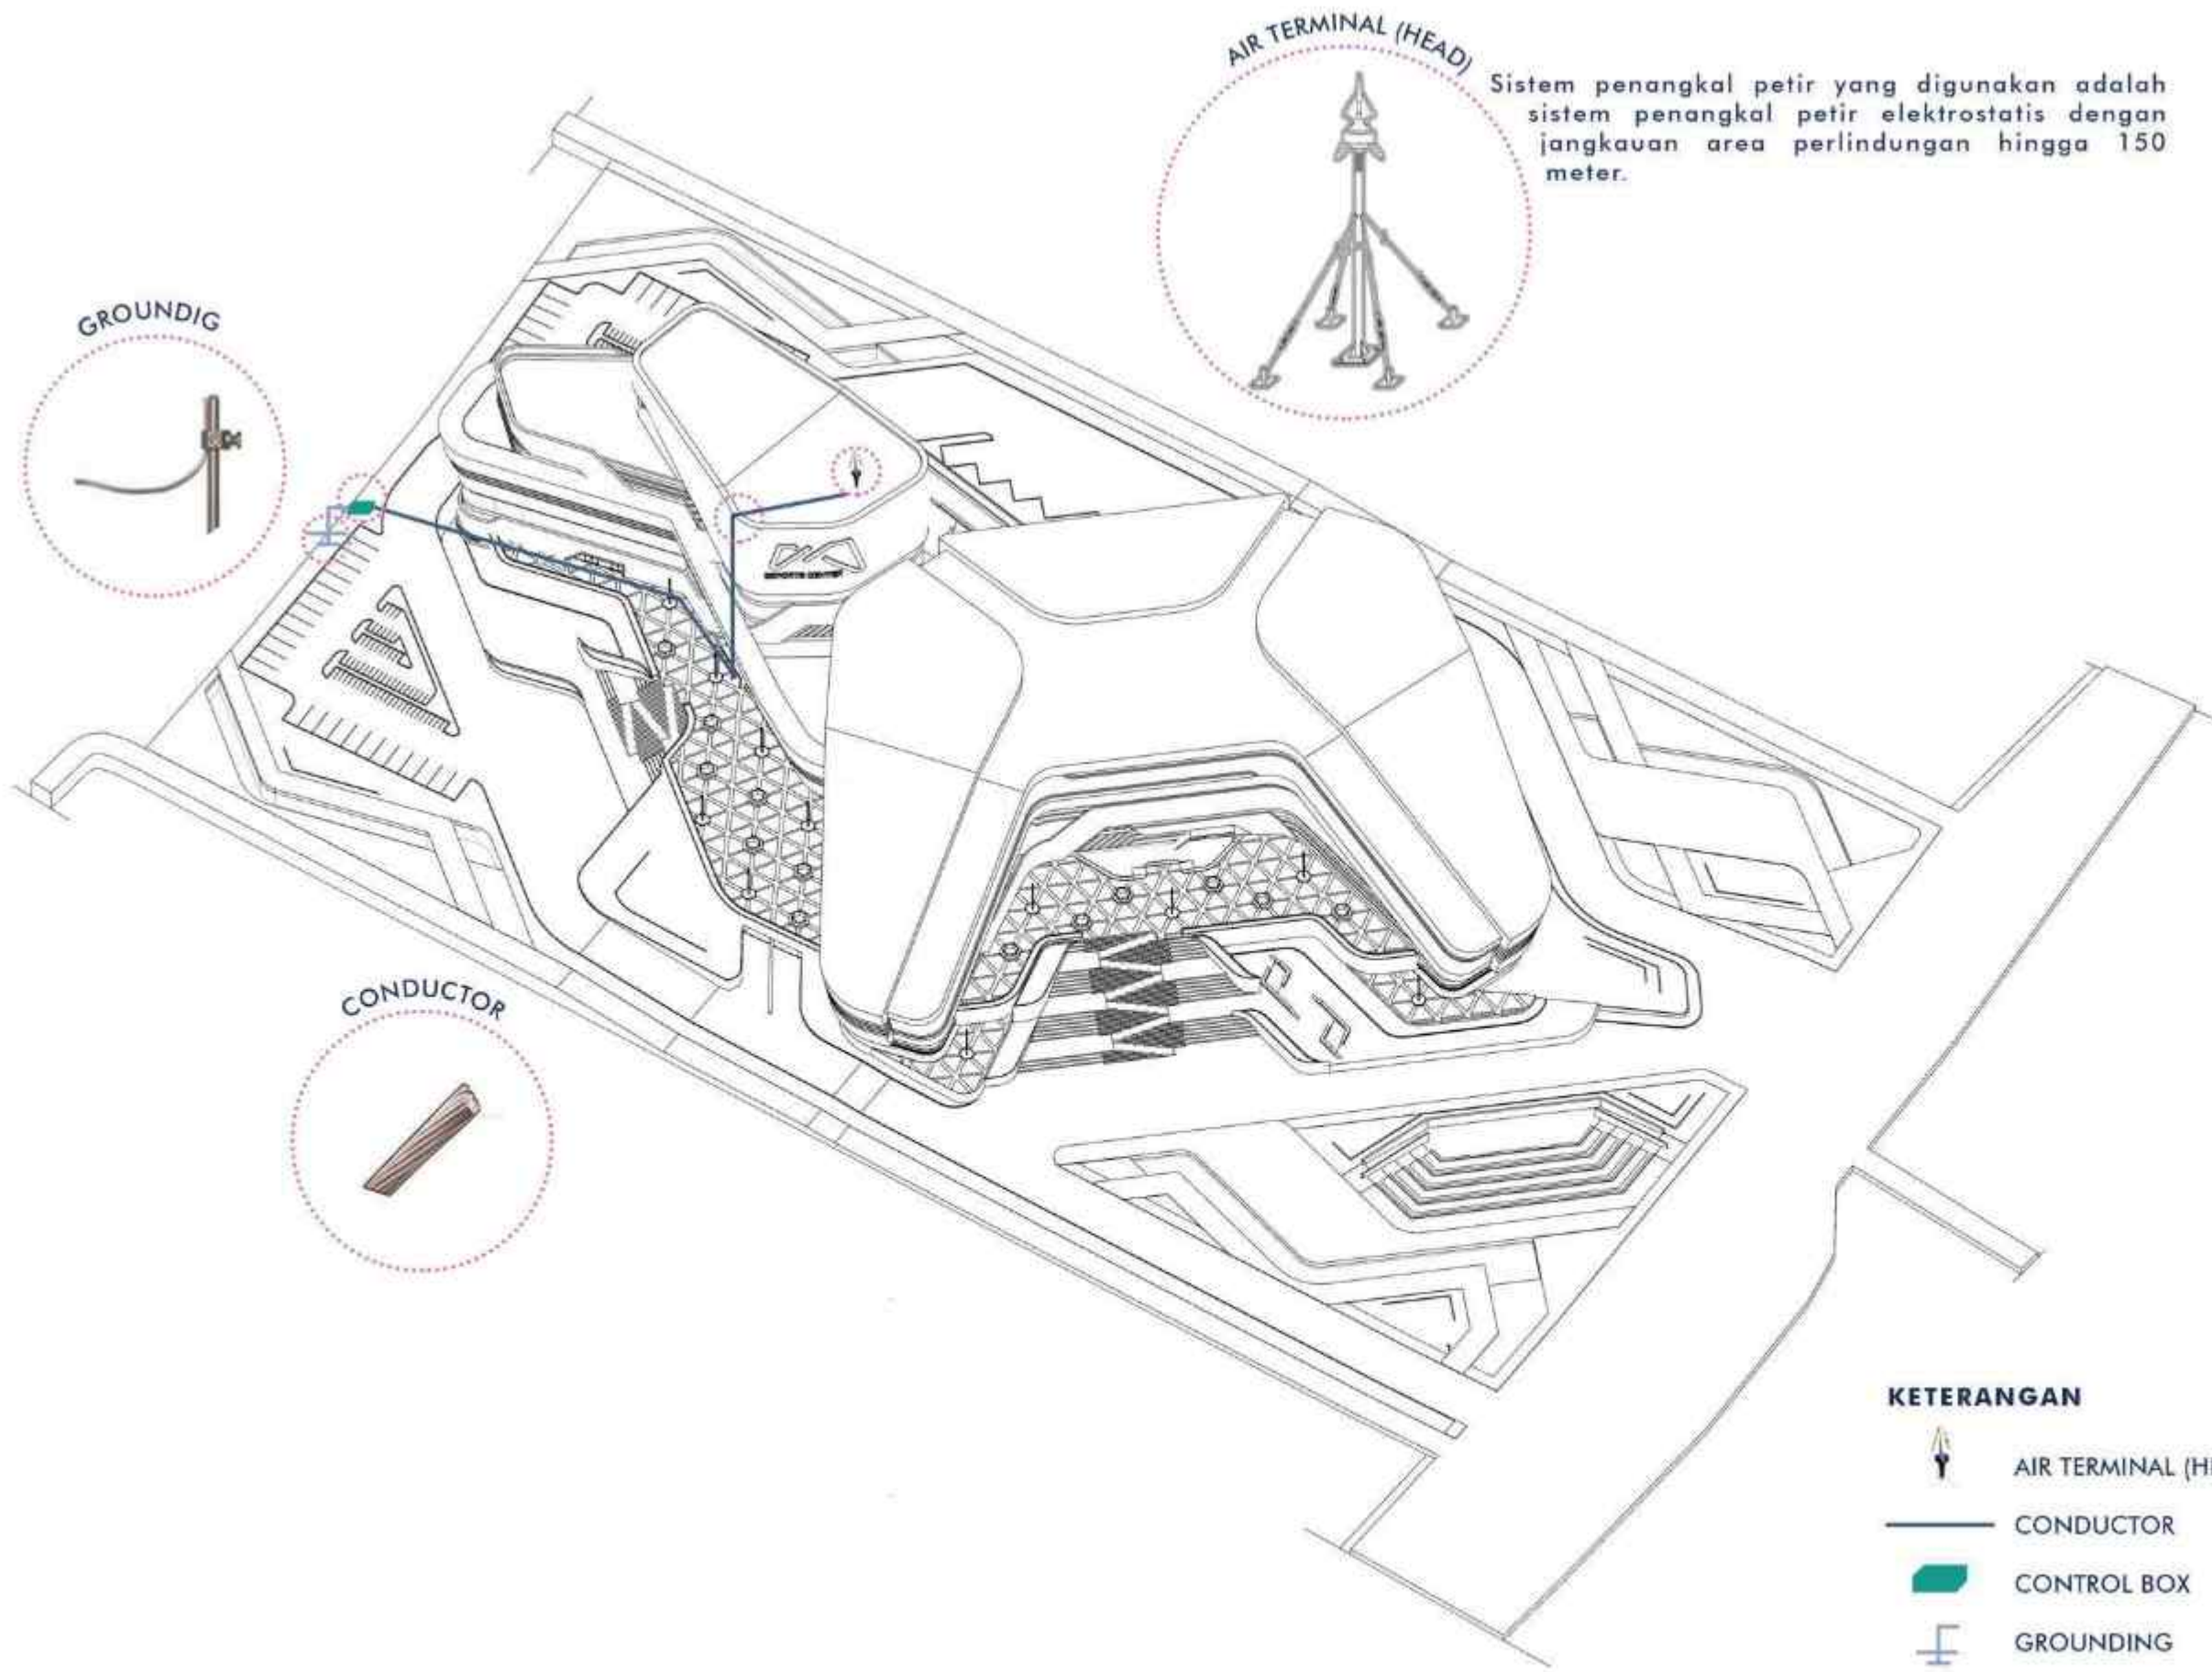 AIR TERMINAL (HEAD)
Sistem penangkal petir yang digunakan adalah
sistem penangkal petir elektrostatis dengan
jangkauan area perlindungan hingga 150
meter.
GROUNDIG
CONDUCTOR
KETERANGAN
AIR TERMINAL (H
CONDUCTOR
CONTROL BOX
GROUNDING